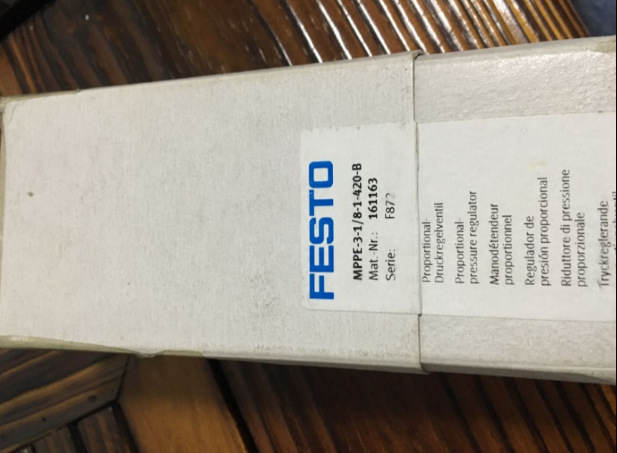 FESTO
MPPE-3-1/8-1-420-B
Mat.-Nr.: 161163
Serie: F872
Proportional-
Druckregelventil
Proportional-
pressure regulator
Manodétendeur
proportionnel
Regulador de
presión proporcional
Riduttore di pressione
proporzionale
Tryckreglerande